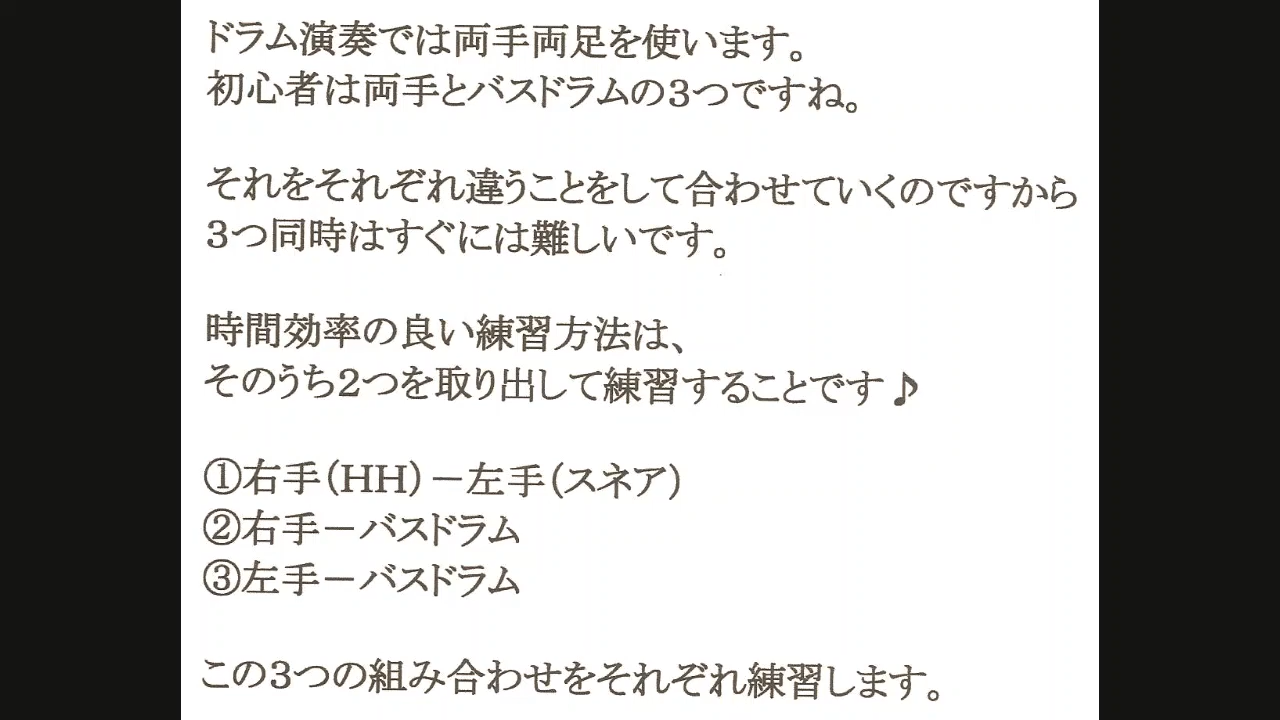 ドラム演奏では両手両足を使います。
初心者は両手とバスドラムの３つですね。
それをそれぞれ違うことをして合わせていくのですから
３つ同時はすぐには難しいです。
時間効率の良い練習方法は、
そのうち２つを取り出して練習することです♪
①右手（HH）－左手（スネア）
②右手－バスドラム
③左手－バスドラム
この３つの組み合わせをそれぞれ練習します。